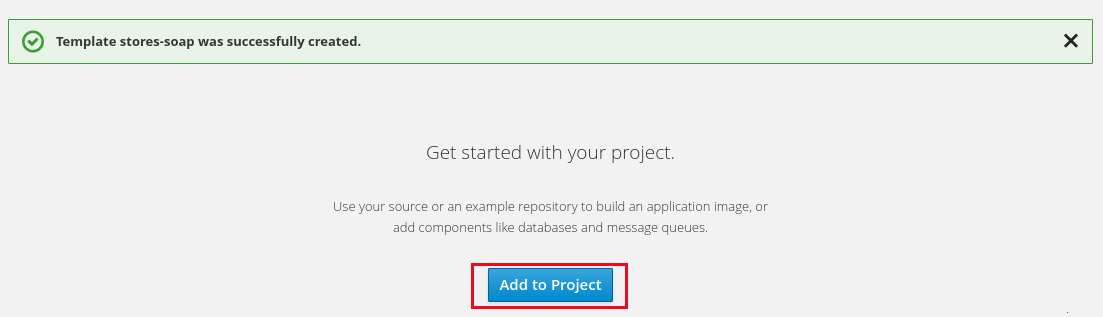 Template stores-soap was successfully created.
Get started with your project.
Use your source or an example repository to build an application image, or
add components like databases and message queues.
Add to Project